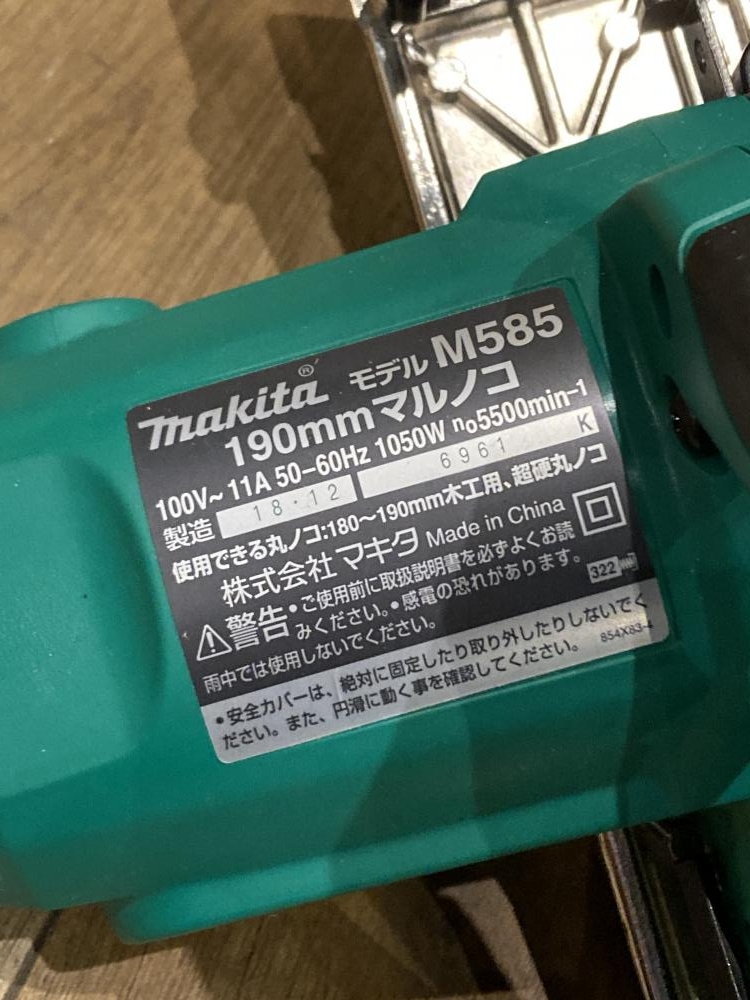 makita® モデル M585
190mmマルノコ
100V～ 11A 50-60Hz 1050W n₀5500min⁻¹
製造 18・12 6961 K
使用できる丸ノコ:180～190mm木工用、超硬丸ノコ
株式会社マキタ Made in China
警告 •ご使用前に取扱説明書を必ずよくお読
みください。•感電の恐れがあります。
雨中では使用しないでください。
322
•安全カバーは、絶対に固定したり取り外したりしないでく
ださい。また、円滑に動く事を確認してください。
854X63-4